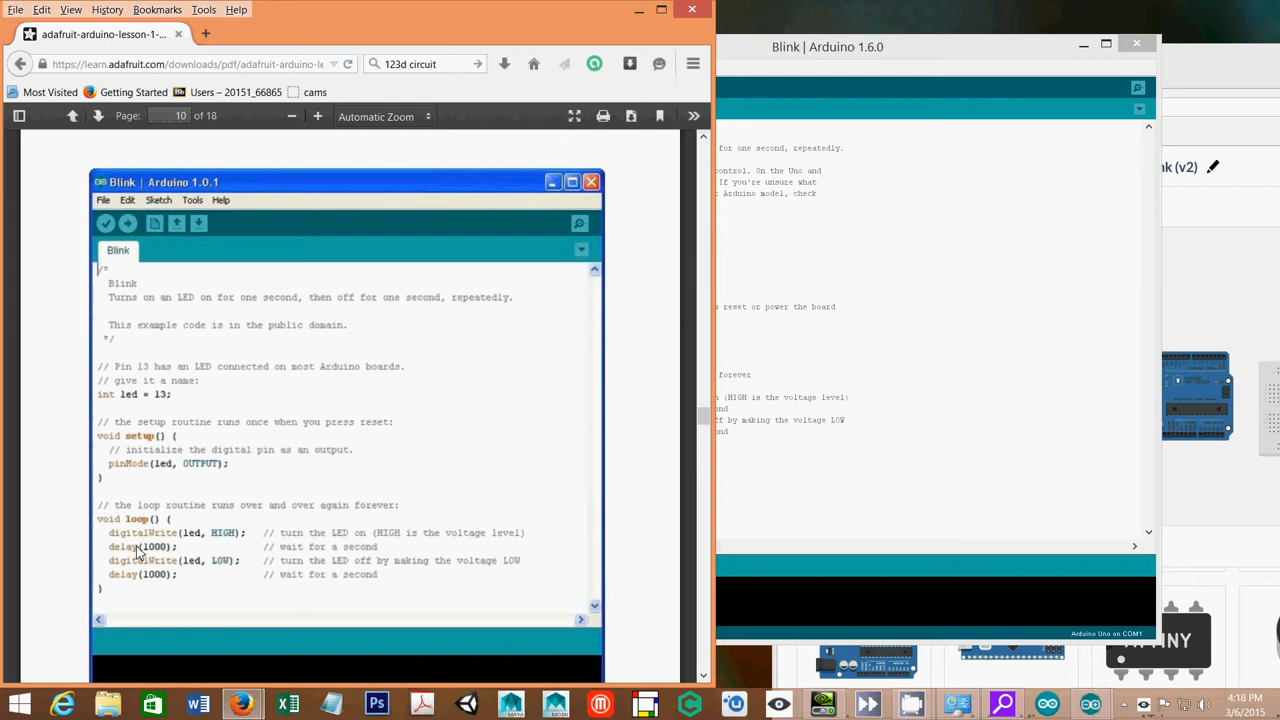 File Edit View History Bookmarks Tools Help
adafruit-arduino-lesson-1-...
https://learn.adafruit.com/downloads/pdf/adafruit-arduino-le
123d circuit
Most Visited Getting Started Users – 20151_66865 cams
Page: 10 of 18 Automatic Zoom
Blink | Arduino 1.0.1
File Edit Sketch Tools Help
Blink
/*
Blink
Turns on an LED on for one second, then off for one second, repeatedly.
This example code is in the public domain.
*/
// Pin 13 has an LED connected on most Arduino boards.
// give it a name:
int led = 13;
// the setup routine runs once when you press reset:
void setup() {
// initialize the digital pin as an output.
pinMode(led, OUTPUT);
}
// the loop routine runs over and over again forever:
void loop() {
digitalWrite(led, HIGH); // turn the LED on (HIGH is the voltage level)
delay(1000); // wait for a second
digitalWrite(led, LOW); // turn the LED off by making the voltage LOW
delay(1000); // wait for a second
}
Blink | Arduino 1.6.0
for one second, repeatedly.
control. On the Uno and
If you're unsure what
Arduino model, check
reset or power the board
forever
(HIGH is the voltage level)
ond
off by making the voltage LOW
ond
Arduino Uno on COM1
nk (v2)
TINY
MAYA
MOBU
4:18 PM
3/6/2015